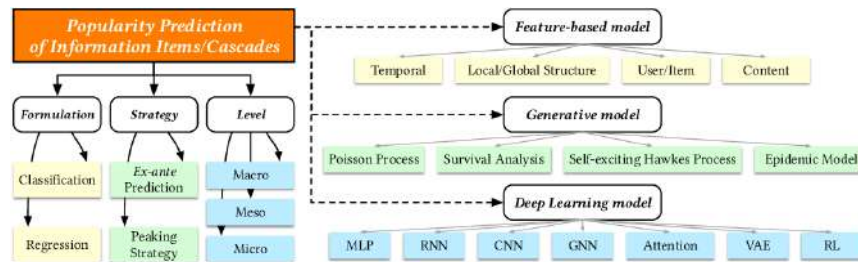 Popularity Prediction
of Information Items/Cascades
Formulation
Strategy
Level
Classification
Regression
Ex-ante
Prediction
Peaking
Strategy
Macro
Meso
Micro
Feature-based model
Temporal
Local/Global Structure
User/Item
Content
Generative model
Poisson Process
Survival Analysis
Self-exciting Hawkes Process
Epidemic Model
Deep Learning model
MLP
RNN
CNN
GNN
Attention
VAE
RL